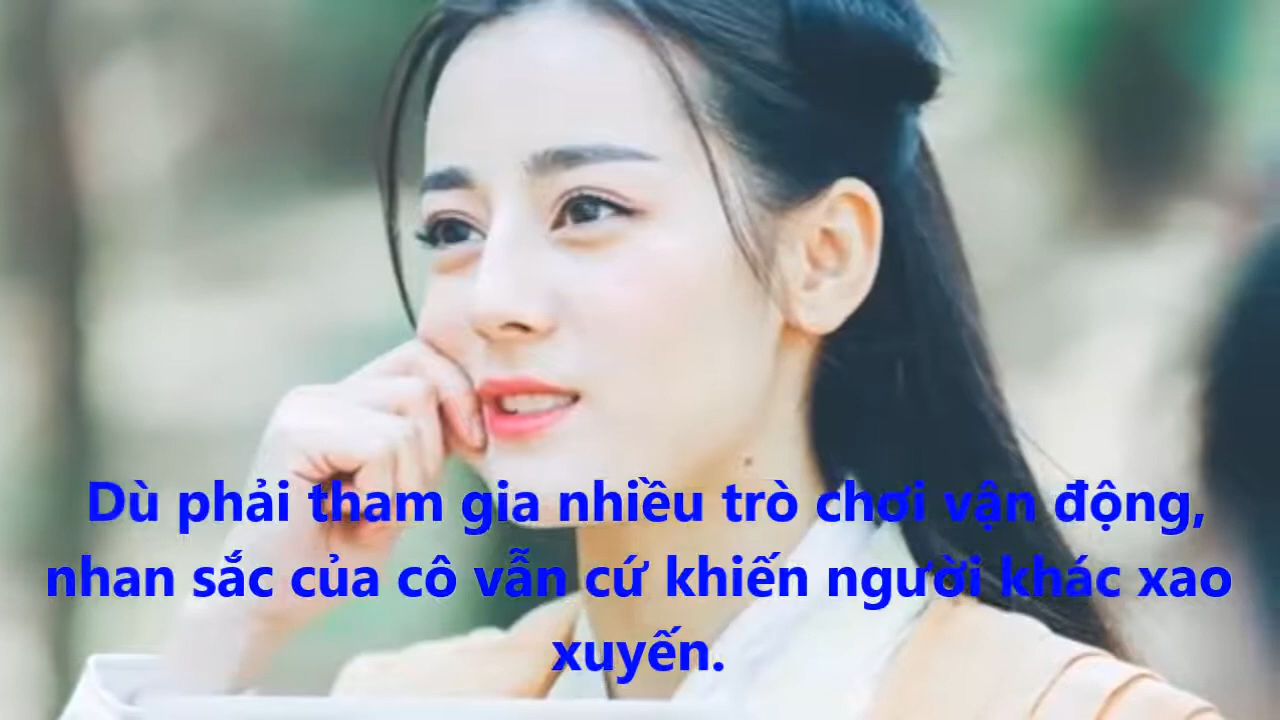 Dù phải tham gia nhiều trò chơi vận động,
nhan sắc của cô vẫn cứ khiến người khác xao
xuyến.